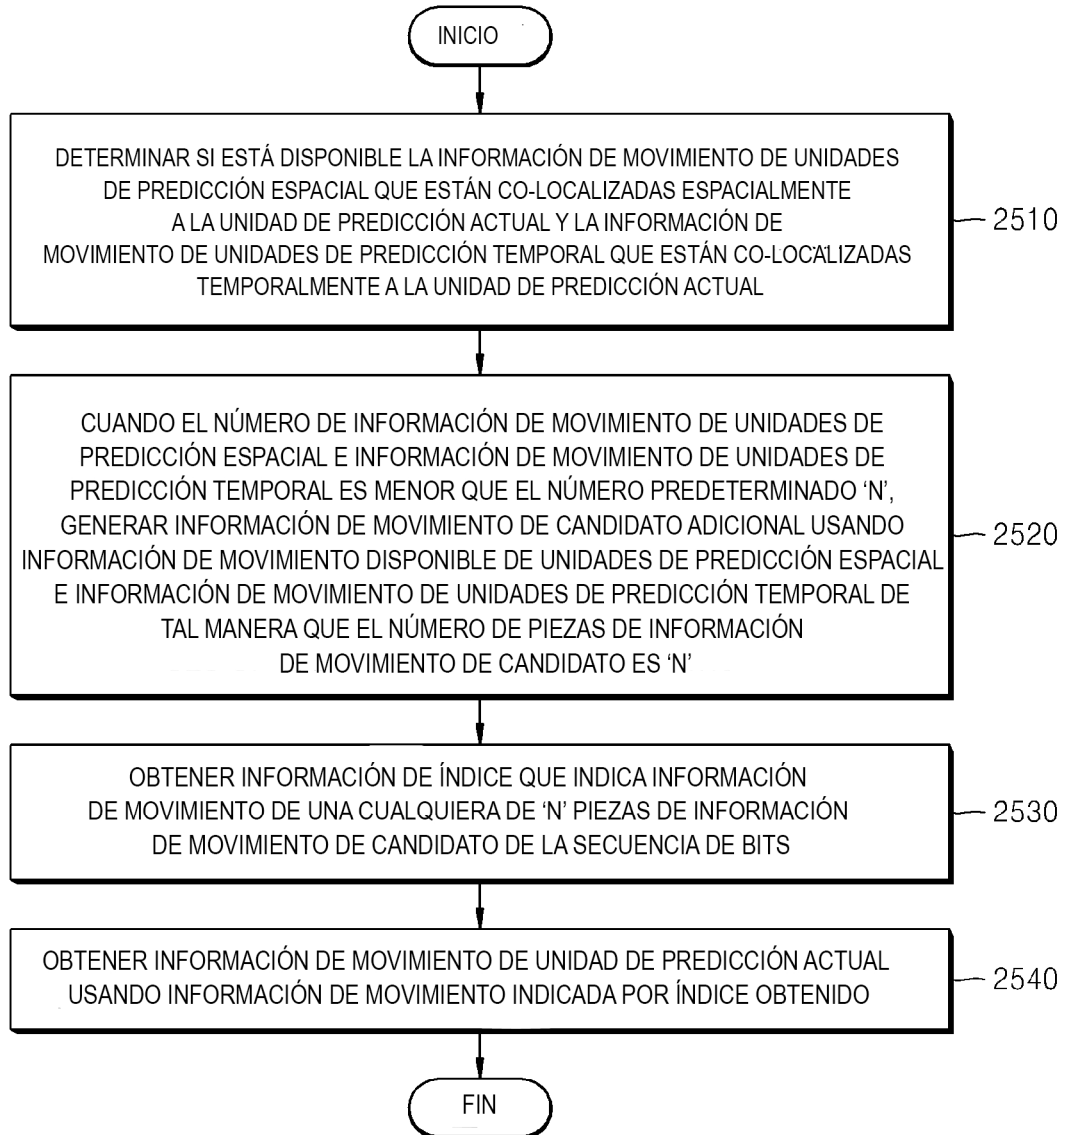 INICIO
DETERMINAR SI ESTÁ DISPONIBLE LA INFORMACIÓN DE MOVIMIENTO DE UNIDADES
DE PREDICCIÓN ESPACIAL QUE ESTÁN CO-LOCALIZADAS ESPACIALMENTE
A LA UNIDAD DE PREDICCIÓN ACTUAL Y LA INFORMACIÓN DE
MOVIMIENTO DE UNIDADES DE PREDICCIÓN TEMPORAL QUE ESTÁN CO-LOCALIZADAS
TEMPORALMENTE A LA UNIDAD DE PREDICCIÓN ACTUAL
2510
CUANDO EL NÚMERO DE INFORMACIÓN DE MOVIMIENTO DE UNIDADES DE
PREDICCIÓN ESPACIAL E INFORMACIÓN DE MOVIMIENTO DE UNIDADES DE
PREDICCIÓN TEMPORAL ES MENOR QUE EL NÚMERO PREDETERMINADO ‘N’,
GENERAR INFORMACIÓN DE MOVIMIENTO DE CANDIDATO ADICIONAL USANDO
INFORMACIÓN DE MOVIMIENTO DISPONIBLE DE UNIDADES DE PREDICCIÓN ESPACIAL
E INFORMACIÓN DE MOVIMIENTO DE UNIDADES DE PREDICCIÓN TEMPORAL DE
TAL MANERA QUE EL NÚMERO DE PIEZAS DE INFORMACIÓN
DE MOVIMIENTO DE CANDIDATO ES ‘N’
2520
OBTENER INFORMACIÓN DE ÍNDICE QUE INDICA INFORMACIÓN
DE MOVIMIENTO DE UNA CUALQUIERA DE ‘N’ PIEZAS DE INFORMACIÓN
DE MOVIMIENTO DE CANDIDATO DE LA SECUENCIA DE BITS
2530
OBTENER INFORMACIÓN DE MOVIMIENTO DE UNIDAD DE PREDICCIÓN ACTUAL
USANDO INFORMACIÓN DE MOVIMIENTO INDICADA POR ÍNDICE OBTENIDO
2540
FIN